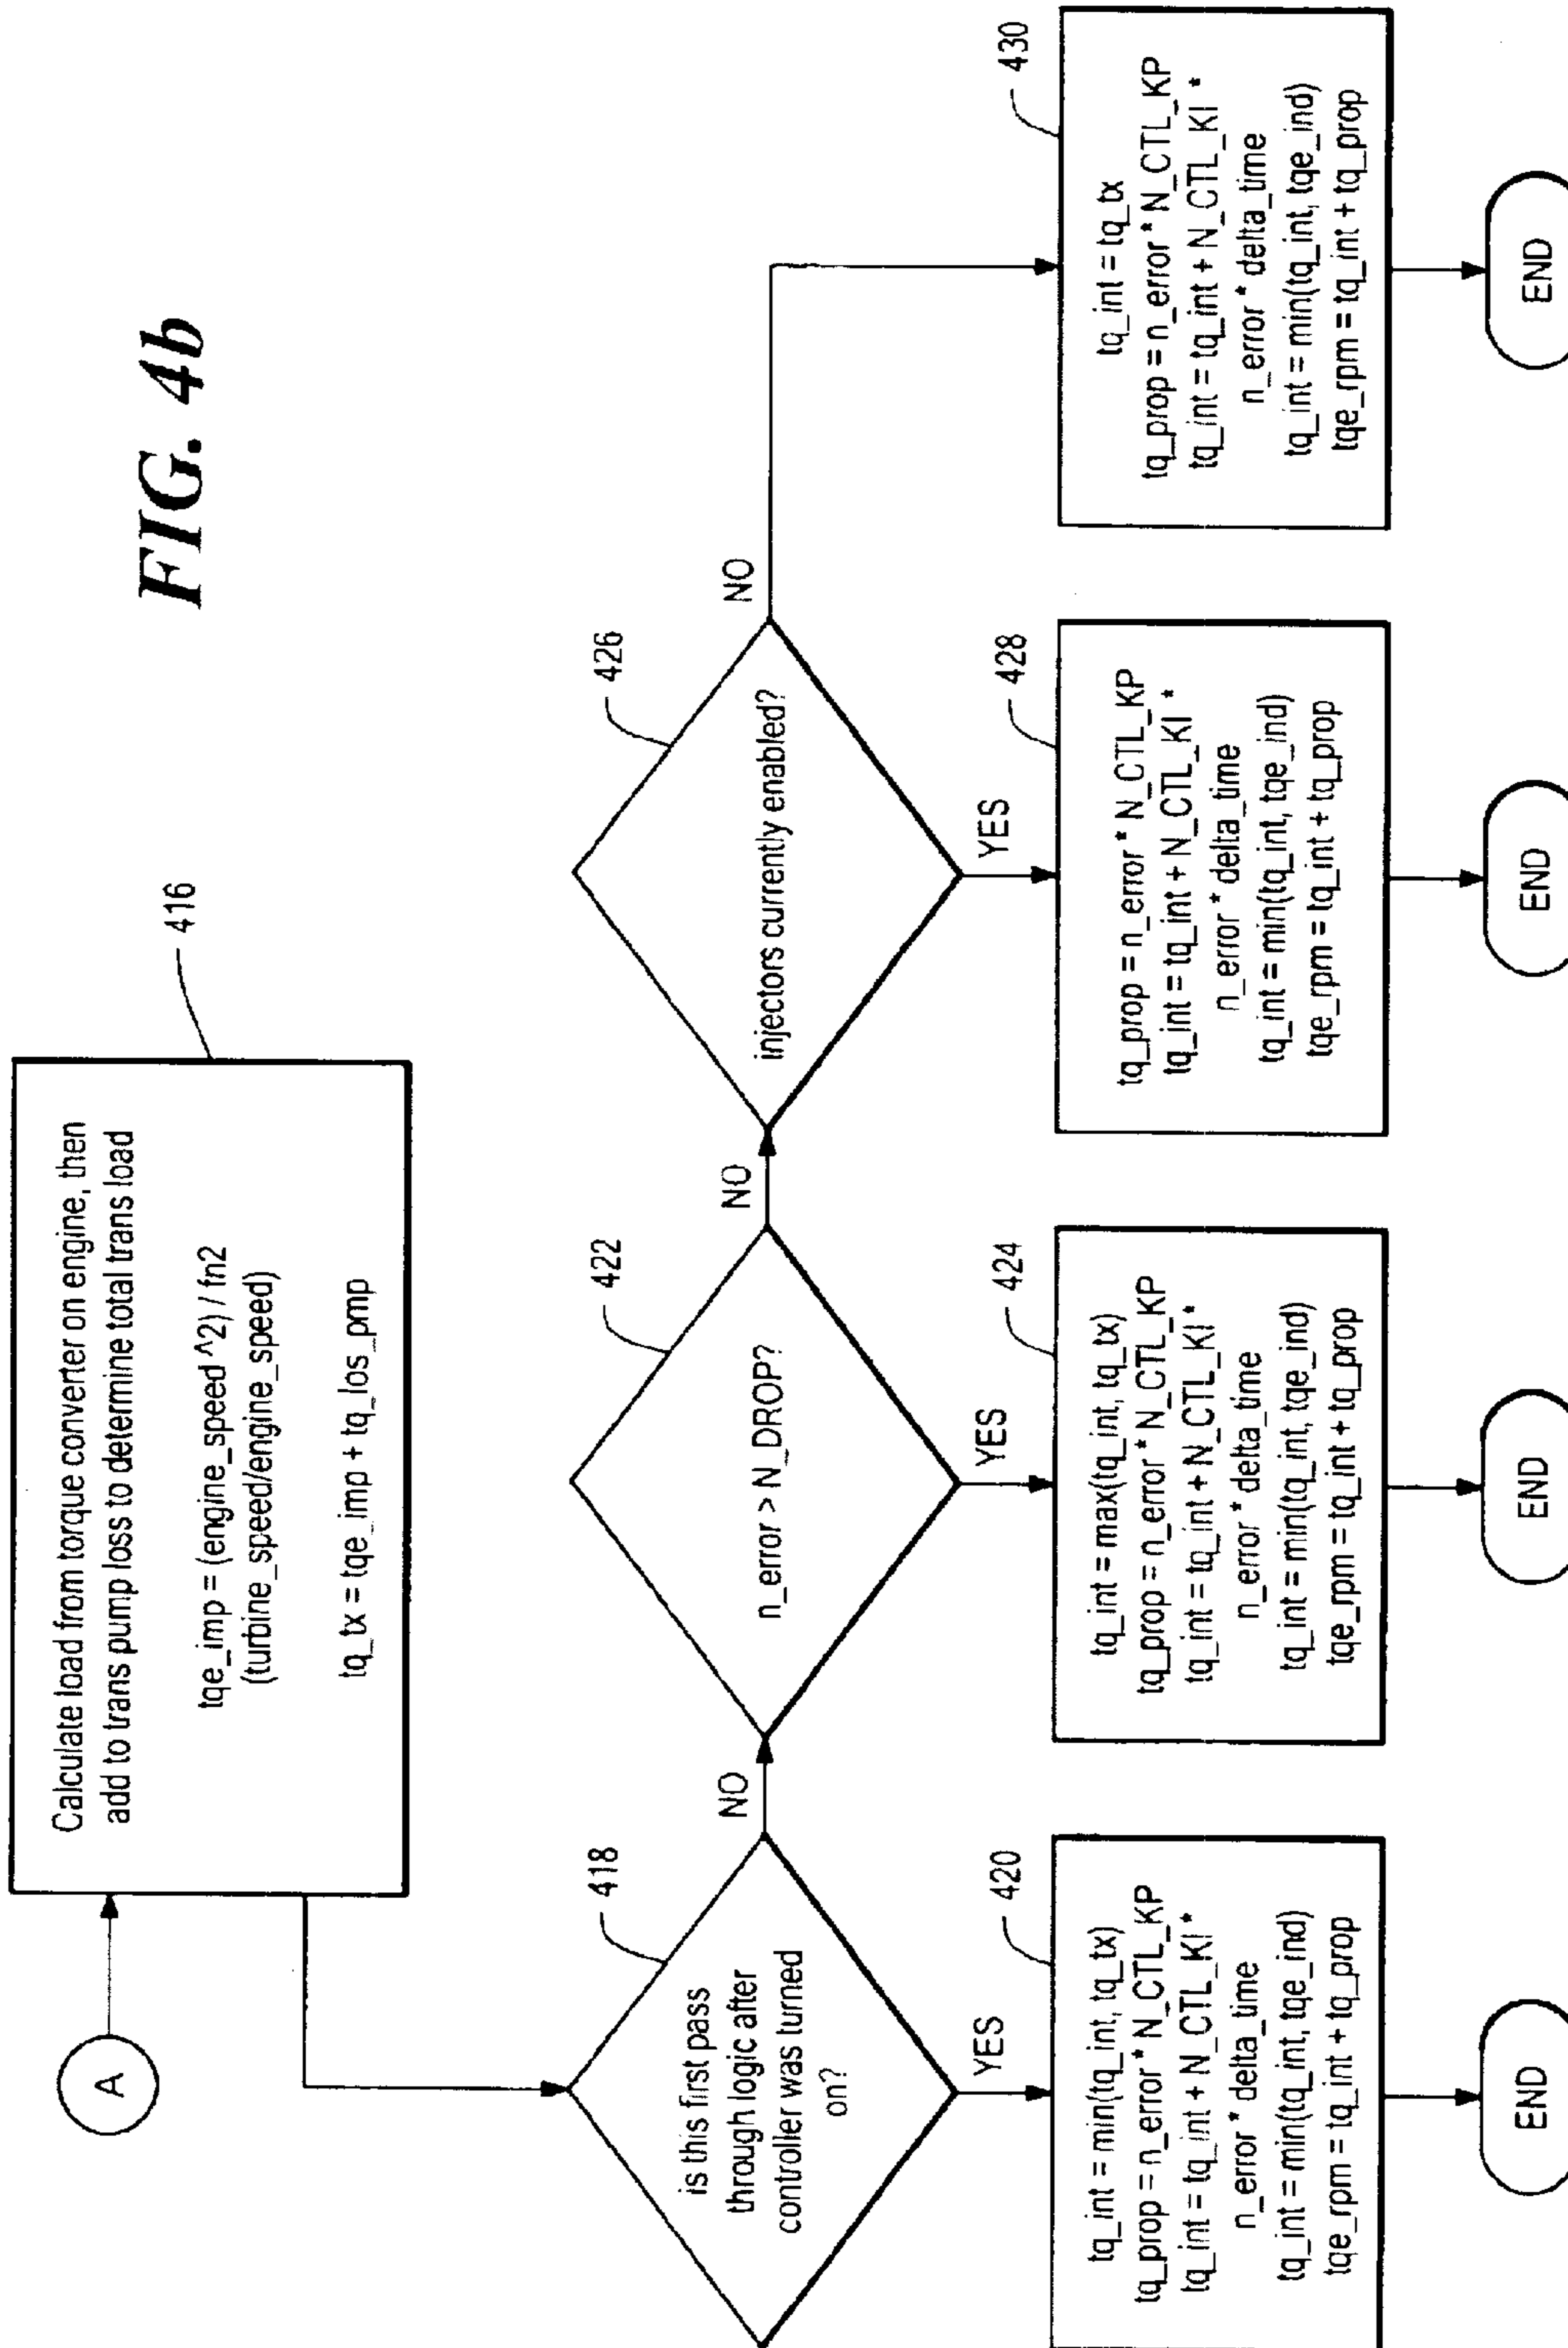 FIG. 4b
A
416
Calculate load from torque converter on engine, then
add to trans pump loss to determine total trans load
tqe_imp = (engine_speed ^2) / fn2
(turbine_speed/engine_speed)
tq_tx = tqe_imp + tq_los_pmp
418
is this first pass
through logic after
controller was turned
on?
NO
YES
420
tq_int = min(tq_int, tq_tx)
tq_prop = n_error * N_CTL_KP
tq_int = tq_int + N_CTL_KI *
n_error * delta_time
tq_int = min(tq_int, tqe_ind)
tqe_rpm = tq_int + tq_prop
END
422
n_error > N_DROP?
NO
YES
424
tq_int = max(tq_int, tq_tx)
tq_prop = n_error * N_CTL_KP
tq_int = tq_int + N_CTL_KI *
n_error * delta_time
tq_int = min(tq_int, tqe_ind)
tqe_rpm = tq_int + tq_prop
END
426
injectors currently enabled?
NO
YES
428
tq_prop = n_error * N_CTL_KP
tq_int = tq_int + N_CTL_KI *
n_error * delta_time
tq_int = min(tq_int, tqe_ind)
tqe_rpm = tq_int + tq_prop
END
430
tq_int = tq_tx
tq_prop = n_error * N_CTL_KP
tq_int = tq_int + N_CTL_KI *
n_error * delta_time
tq_int = min(tq_int, tqe_ind)
tqe_rpm = tq_int + tq_prop
END